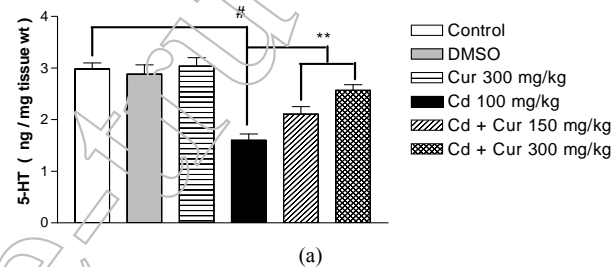 #
**
4
3
2
1
0
5-HT ( ng / mg tissue wt )
Control
DMSO
Cur 300 mg/kg
Cd 100 mg/kg
Cd + Cur 150 mg/kg
Cd + Cur 300 mg/kg
(a)